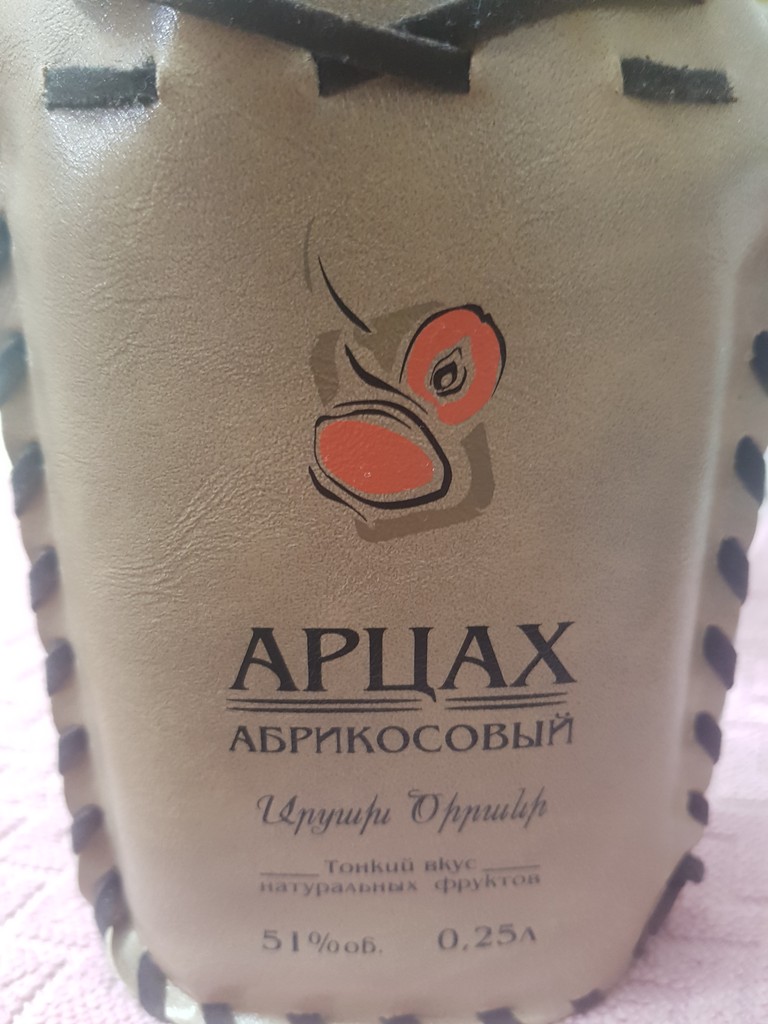 АРЦАХ
АБРИКОСОВЫЙ
Արցախ Ծիրանի
Тонкий вкус
натуральных фруктов
51%об. 0,25л